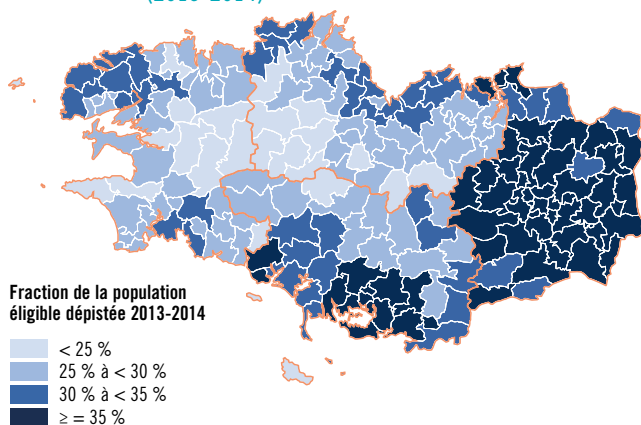 Fraction de la population
éligible dépistée 2013-2014
< 25 %
25 % à < 30 %
30 % à < 35 %
≥ = 35 %